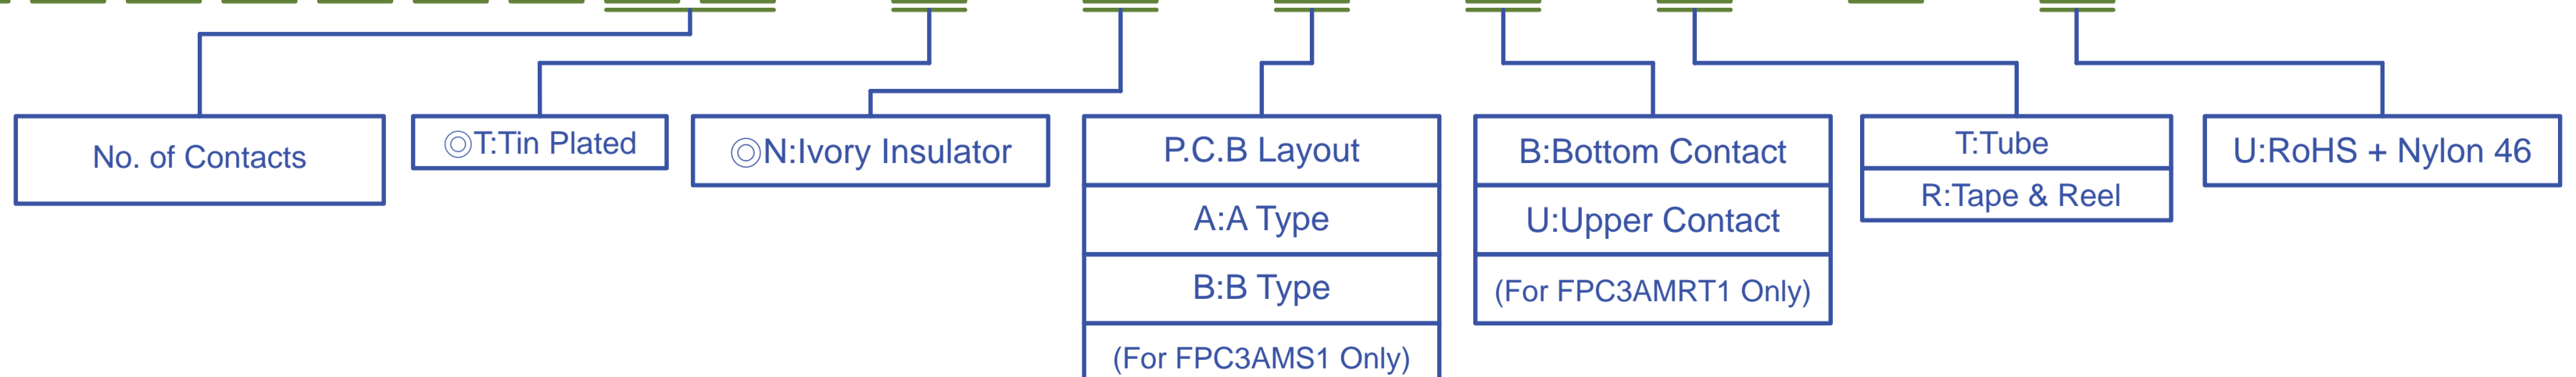 No. of Contacts
◎T:Tin Plated
◎N:Ivory Insulator
P.C.B Layout
A:A Type
B:B Type
(For FPC3AMS1 Only)
B:Bottom Contact
U:Upper Contact
(For FPC3AMRT1 Only)
T:Tube
R:Tape & Reel
U:RoHS + Nylon 46